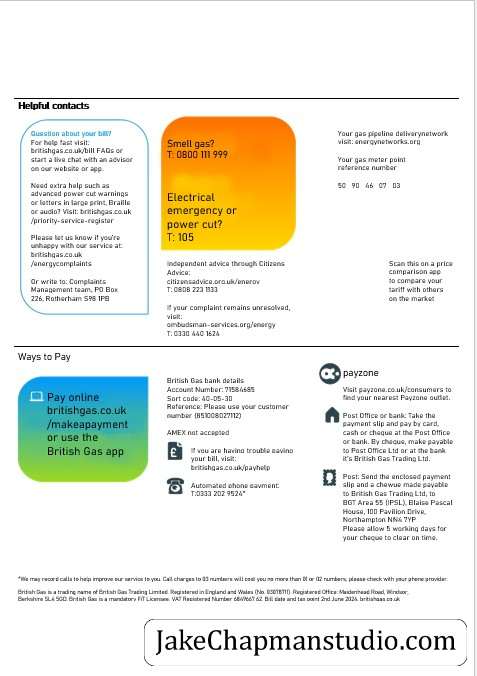 Helpful contacts
Question about your bill?
For help fast visit:
britishgas.co.uk/bill FAQs or
start a live chat with an advisor
on our website or app.
Need extra help such as
advanced power cut warnings
or letters in large print, Braille
or audio? Visit: britishgas.co.uk
/priority-service-register
Please let us know if you're
unhappy with our service at:
britishgas.co.uk
/energycomplaints
Or write to: Complaints
Management team, PO Box
226, Rotherham S98 1PB
Smell gas?
T: 0800 111 999
Electrical
emergency or
power cut?
T: 105
Independent advice through Citizens
Advice:
citizensadvice.oro.uk/enerov
T: 0808 223 1133
If your complaint remains unresolved,
visit:
ombudsman-services.org/energy
T: 0330 440 1624
Your gas pipeline deliverynetwork
visit: energynetworks.org
Your gas meter point
reference number
50 90 46 07 03
Scan this on a price
comparison app
to compare your
tariff with others
on the market
Ways to Pay
Pay online
britishgas.co.uk
/makeapayment
or use the
British Gas app
British Gas bank details
Account Number: 71584685
Sort code: 40-05-30
Reference: Please use your customer
number (851008027112)
AMEX not accepted
If you are having trouble paying
your bill, visit:
britishgas.co.uk/payhelp
Automated phone payment:
T:0333 202 9524*
payzone
Visit payzone.co.uk/consumers to
find your nearest Payzone outlet.
Post Office or bank: Take the
payment slip and pay by card,
cash or cheque at the Post Office
or bank. By cheque, make payable
to Post Office Ltd or at the bank
it's British Gas Trading Ltd.
Post: Send the enclosed payment
slip and a chewue made payable
to British Gas Trading Ltd, to
BGT Area 55 (IPSL), Blaise Pascal
House, 100 Pavilion Drive,
Northampton NN4 7YP
Please allow 5 working days for
your cheque to clear on time.
*We may record calls to help improve our service to you. Call charges to 03 numbers will cost you no more than 01 or 02 numbers, please check with your phone provider.
British Gas is a trading name of British Gas Trading Limited. Registered in England and Wales (No. 03078711). Registered Office: Maidenhead Road, Windsor,
Berkshire SL4 5GD. British Gas is a mandatory FIT Licensee. VAT Registered Number 684966762. Bill date and tax point 2nd June 2024. britishgas.co.uk
JakeChapmanstudio.com